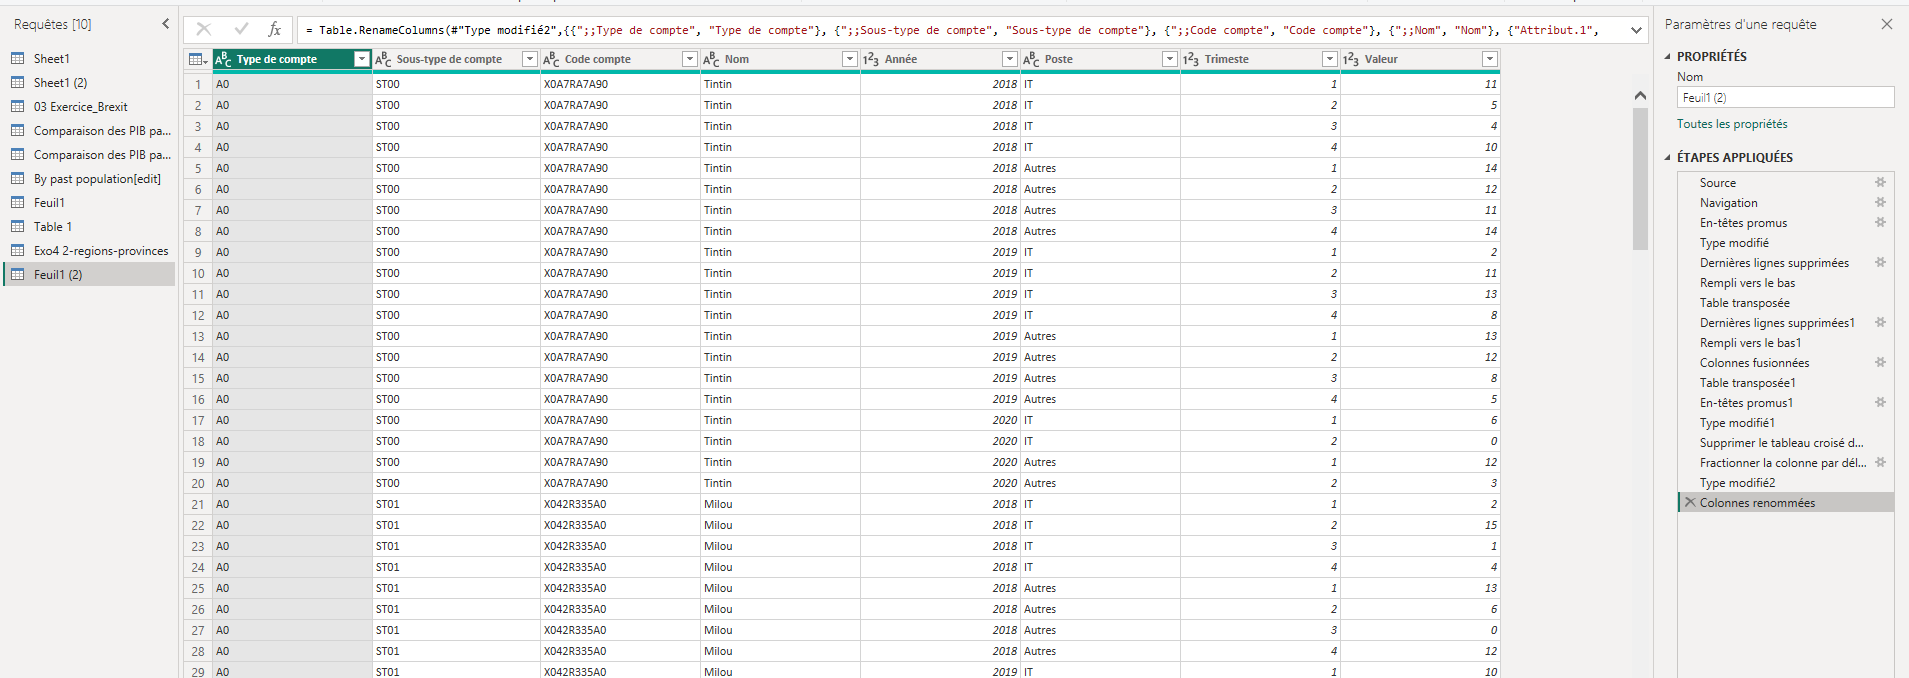 Requêtes [10]
Sheet1
Sheet1 (2)
03 Exercice_Brexit
Comparaison des PIB pa...
Comparaison des PIB pa...
By past population[edit]
Feuil1
Table 1
Exo4 2-regions-provinces
Feuil1 (2)
fx = Table.RenameColumns(#"Type modifié2",{{";;Type de compte", "Type de compte"}, {";;Sous-type de compte", "Sous-type de compte"}, {";;Code compte", "Code compte"}, {";;Nom", "Nom"}, {"Attribut.1",
ABC Type de compte ABC Sous-type de compte ABC Code compte ABC Nom 123 Année ABC Poste 123 Trimeste 123 Valeur
1 A0 ST00 X0A7RA7A90 Tintin 2018 IT 1 11
2 A0 ST00 X0A7RA7A90 Tintin 2018 IT 2 5
3 A0 ST00 X0A7RA7A90 Tintin 2018 IT 3 4
4 A0 ST00 X0A7RA7A90 Tintin 2018 IT 4 10
5 A0 ST00 X0A7RA7A90 Tintin 2018 Autres 1 14
6 A0 ST00 X0A7RA7A90 Tintin 2018 Autres 2 12
7 A0 ST00 X0A7RA7A90 Tintin 2018 Autres 3 11
8 A0 ST00 X0A7RA7A90 Tintin 2018 Autres 4 14
9 A0 ST00 X0A7RA7A90 Tintin 2019 IT 1 2
10 A0 ST00 X0A7RA7A90 Tintin 2019 IT 2 11
11 A0 ST00 X0A7RA7A90 Tintin 2019 IT 3 13
12 A0 ST00 X0A7RA7A90 Tintin 2019 IT 4 8
13 A0 ST00 X0A7RA7A90 Tintin 2019 Autres 1 13
14 A0 ST00 X0A7RA7A90 Tintin 2019 Autres 2 12
15 A0 ST00 X0A7RA7A90 Tintin 2019 Autres 3 8
16 A0 ST00 X0A7RA7A90 Tintin 2019 Autres 4 5
17 A0 ST00 X0A7RA7A90 Tintin 2020 IT 1 6
18 A0 ST00 X0A7RA7A90 Tintin 2020 IT 2 0
19 A0 ST00 X0A7RA7A90 Tintin 2020 Autres 1 12
20 A0 ST00 X0A7RA7A90 Tintin 2020 Autres 2 3
21 A0 ST01 X042R335A0 Milou 2018 IT 1 2
22 A0 ST01 X042R335A0 Milou 2018 IT 2 15
23 A0 ST01 X042R335A0 Milou 2018 IT 3 1
24 A0 ST01 X042R335A0 Milou 2018 IT 4 4
25 A0 ST01 X042R335A0 Milou 2018 Autres 1 13
26 A0 ST01 X042R335A0 Milou 2018 Autres 2 6
27 A0 ST01 X042R335A0 Milou 2018 Autres 3 0
28 A0 ST01 X042R335A0 Milou 2018 Autres 4 12
29 A0 ST01 X042R335A0 Milou 2019 IT 1 10
Paramètres d'une requête
PROPRIÉTÉS
Nom
Feuil1 (2)
Toutes les propriétés
ÉTAPES APPLIQUÉES
Source
Navigation
En-têtes promus
Type modifié
Dernières lignes supprimées
Rempli vers le bas
Table transposée
Dernières lignes supprimées1
Rempli vers le bas1
Colonnes fusionnées
Table transposée1
En-têtes promus1
Type modifié1
Supprimer le tableau croisé d...
Fractionner la colonne par dél...
Type modifié2
Colonnes renommées